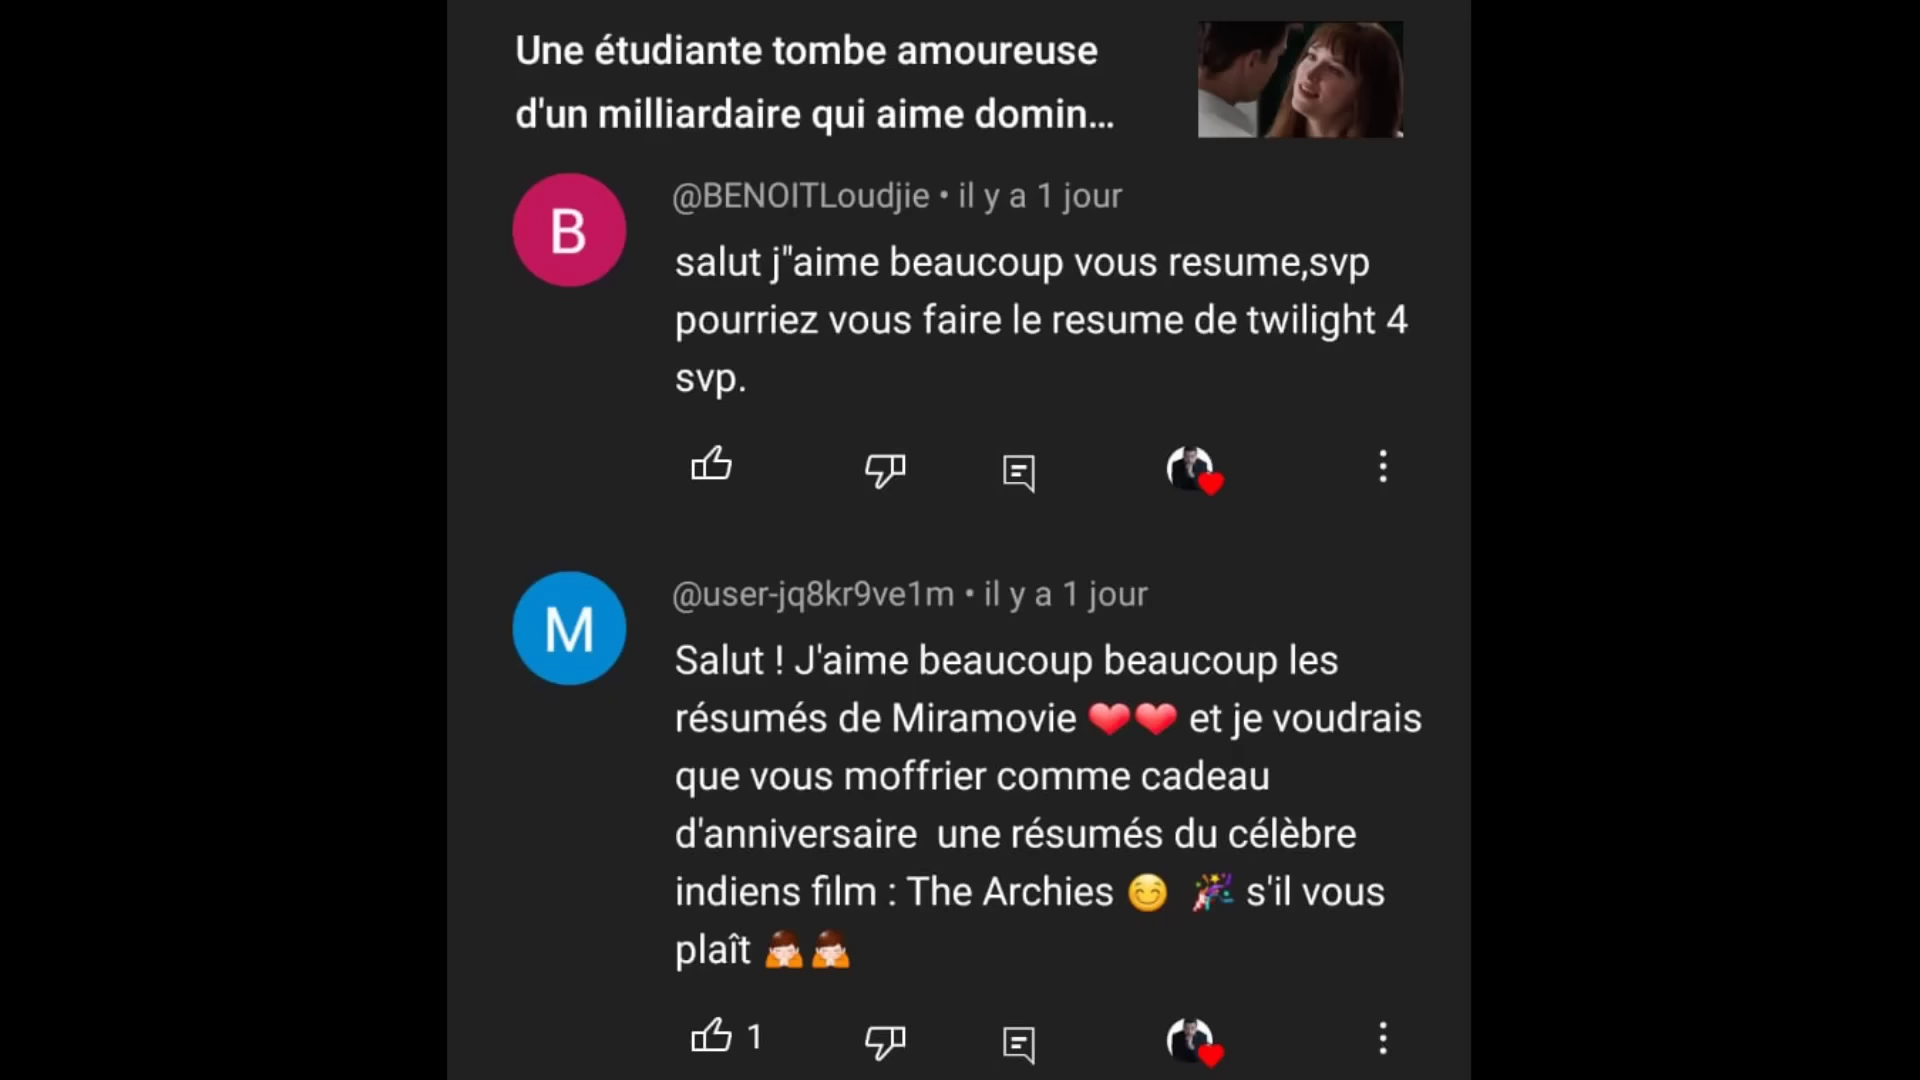 Une étudiante tombe amoureuse
d'un milliardaire qui aime domin...
B
@BENOITLoudjie • il y a 1 jour
salut j"aime beaucoup vous resume,svp
pourriez vous faire le resume de twilight 4
svp.
M
@user-jq8kr9ve1m • il y a 1 jour
Salut ! J'aime beaucoup beaucoup les
résumés de Miramovie ❤️❤️ et je voudrais
que vous moffrier comme cadeau
d'anniversaire  une résumés du célèbre
indiens film : The Archies 😊 🎉 s'il vous
plaît 🙏🙏
1